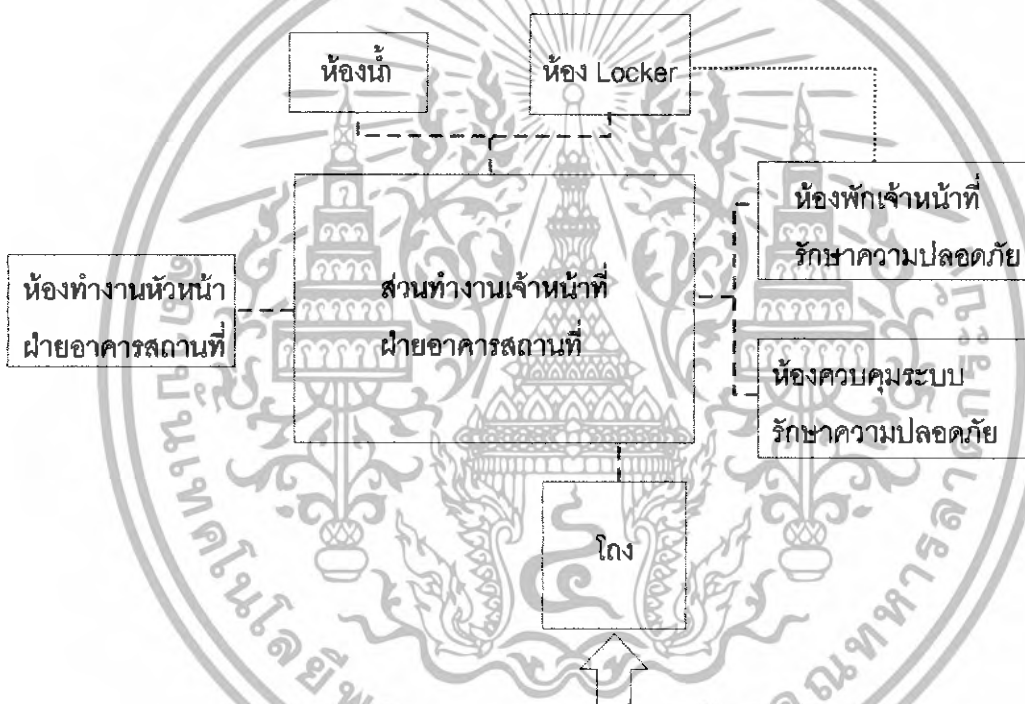 ห้องน้ำ
ห้อง Locker
ห้องพักเจ้าหน้าที่
รักษาความปลอดภัย
ห้องทำงานหัวหน้า
ฝ่ายอาคารสถานที่
ส่วนทำงานเจ้าหน้าที่
ฝ่ายอาคารสถานที่
ห้องควบคุมระบบ
รักษาความปลอดภัย
โถง